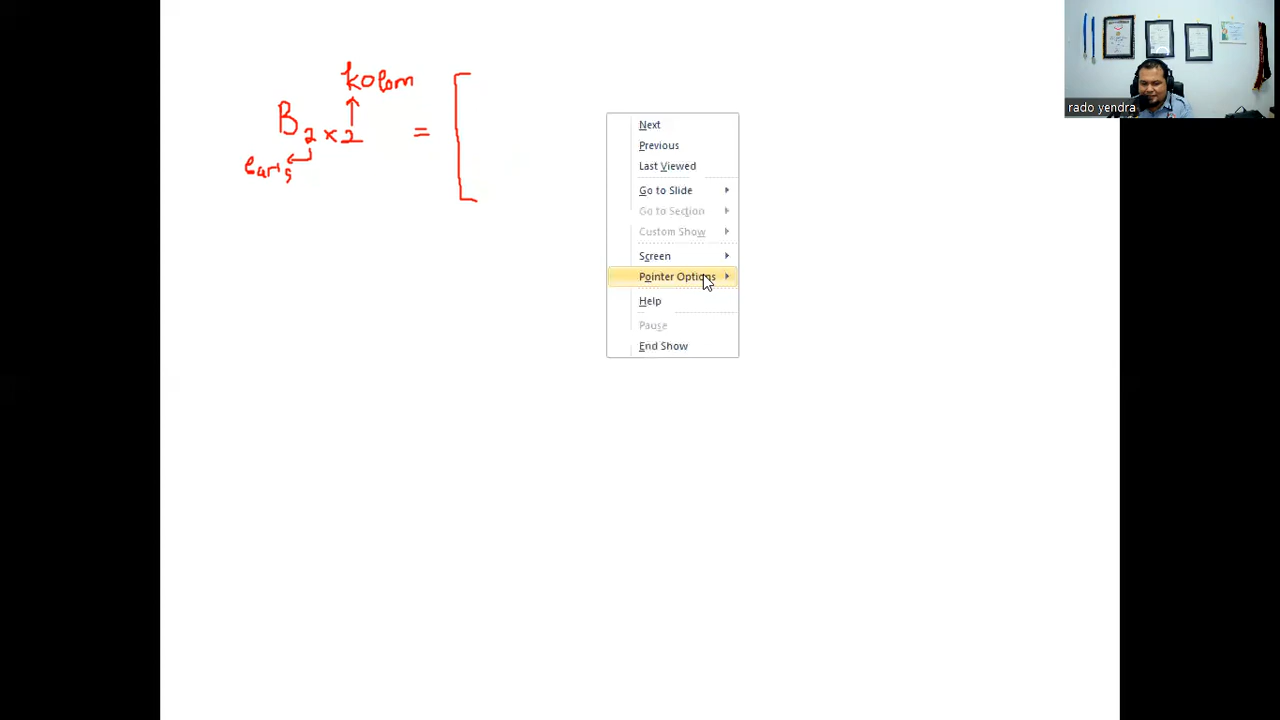 kolom
B 2 x 2 = [
baris
Next
Previous
Last Viewed
Go to Slide
Go to Section
Custom Show
Screen
Pointer Options
Help
Pause
End Show
rado yendra